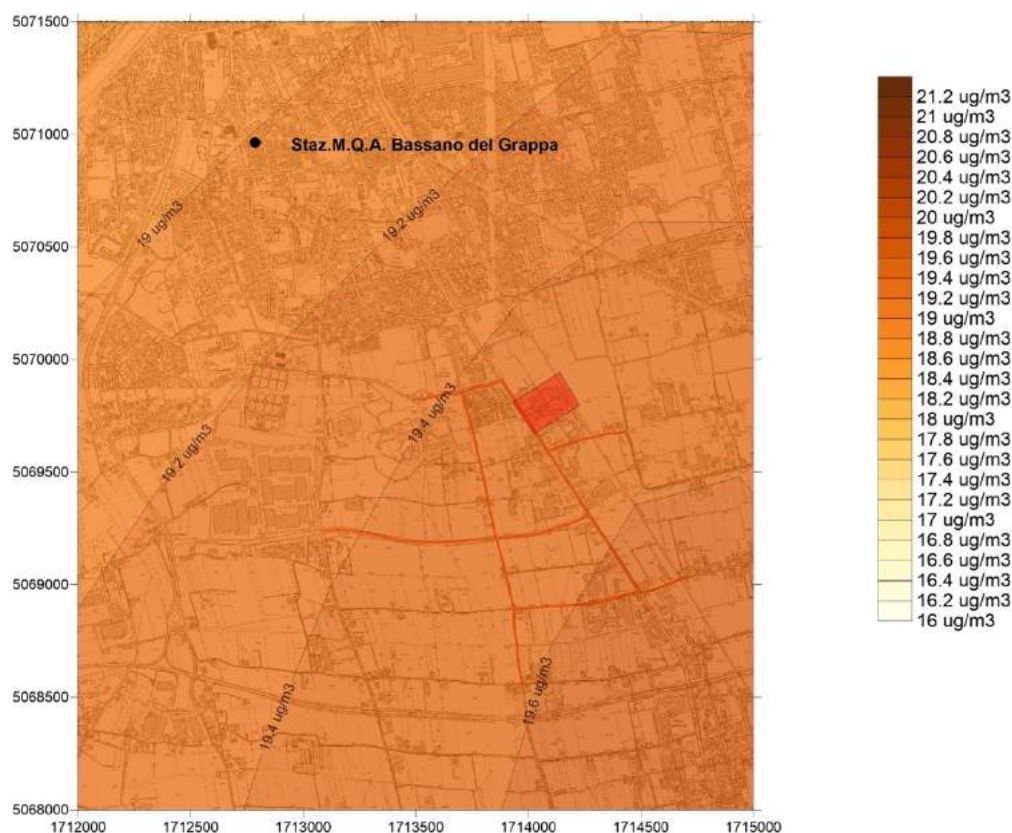 5071500
5071000
5070500
5070000
5069500
5069000
5068500
5068000
1712000 1712500 1713000 1713500 1714000 1714500 1715000
Staz.M.Q.A. Bassano del Grappa
19 ug/m3
19.2 ug/m3
19.4 ug/m3
19.2 ug/m3
19.4 ug/m3
19.6 ug/m3
21.2 ug/m3
21 ug/m3
20.8 ug/m3
20.6 ug/m3
20.4 ug/m3
20.2 ug/m3
20 ug/m3
19.8 ug/m3
19.6 ug/m3
19.4 ug/m3
19.2 ug/m3
19 ug/m3
18.8 ug/m3
18.6 ug/m3
18.4 ug/m3
18.2 ug/m3
18 ug/m3
17.8 ug/m3
17.6 ug/m3
17.4 ug/m3
17.2 ug/m3
17 ug/m3
16.8 ug/m3
16.6 ug/m3
16.4 ug/m3
16.2 ug/m3
16 ug/m3